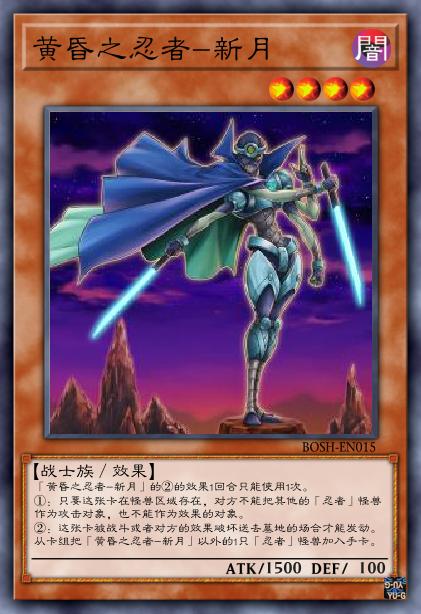 黄昏之忍者-新月
闇
BOSH-EN015
【战士族／效果】
「黄昏之忍者-新月」的②的效果1回合只能使用1次。
①：只要这张卡在怪兽区域存在，对方不能把其他的「忍者」怪兽
作为攻击对象，也不能作为效果的对象。
②：这张卡被战斗或者对方的效果破坏送去墓地的场合才能发动。
从卡组把「黄昏之忍者-新月」以外的1只「忍者」怪兽加入手卡。
ATK/1500 DEF/ 100